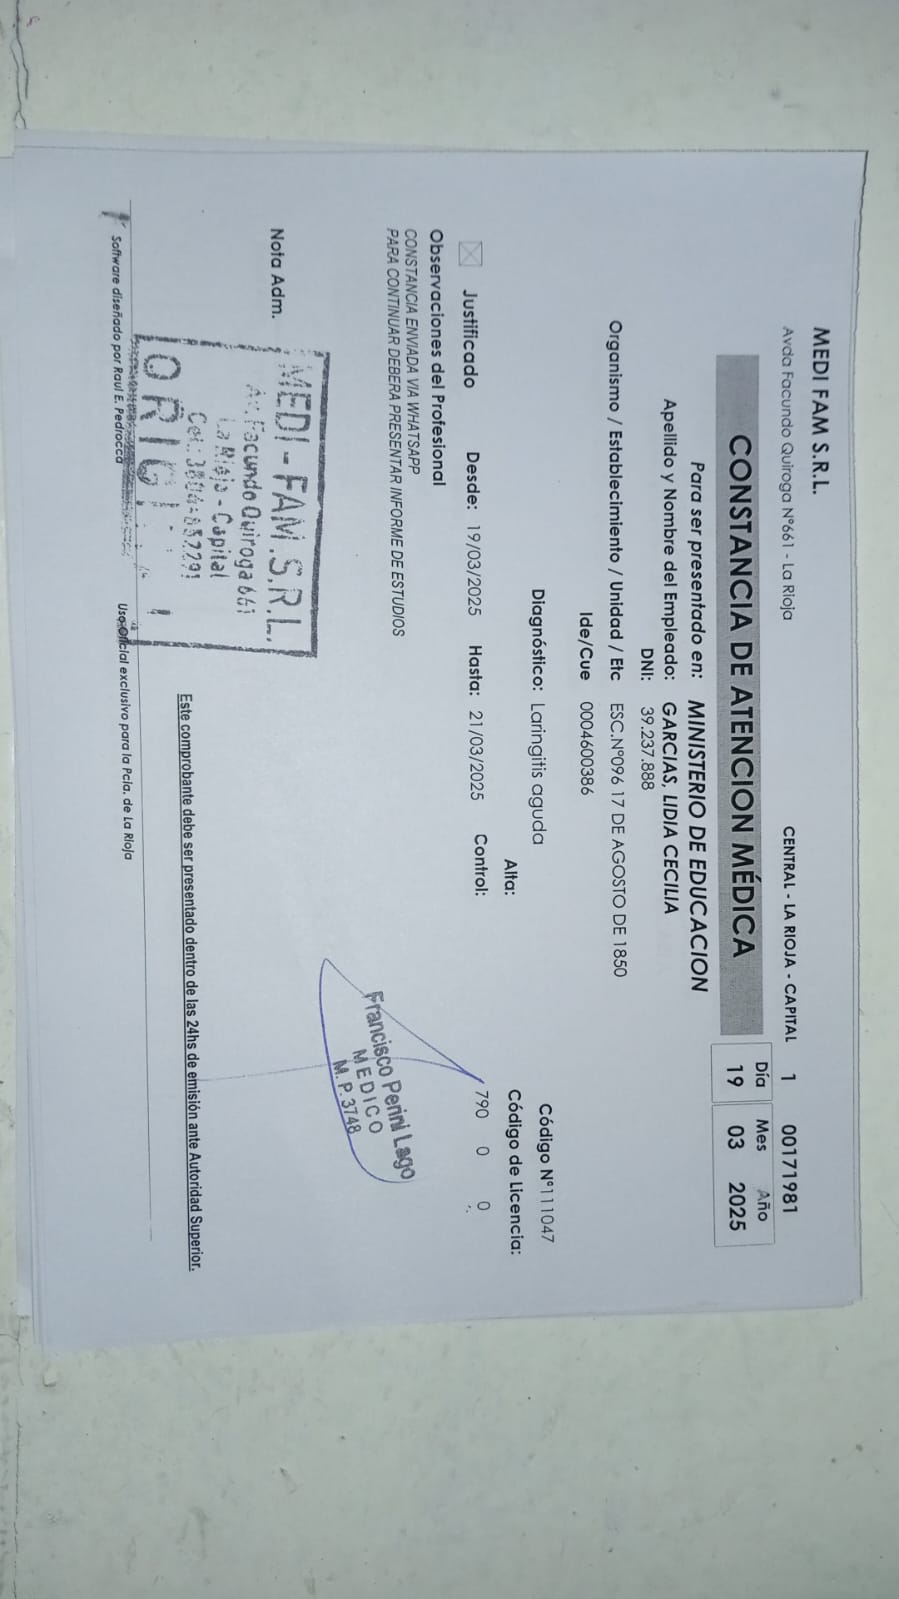 MEDI FAM S.R.L.
Avda Facundo Quiroga N°661 - La Rioja
CENTRAL - LA RIOJA - CAPITAL 1 00171981
CONSTANCIA DE ATENCION MÉDICA
Día Mes Año
19 03 2025
Para ser presentado en: MINISTERIO DE EDUCACION
Apellido y Nombre del Empleado: GARCIAS, LIDIA CECILIA
DNI: 39.237.888
Organismo / Establecimiento / Unidad / Etc ESC.N°096 17 DE AGOSTO DE 1850
Ide/Cue 0004600386
Código N°111047
Diagnóstico: Laringitis aguda
Alta:
Código de Licencia:
Justificado Desde: 19/03/2025 Hasta: 21/03/2025 Control: 790 0 0
Observaciones del Profesional
CONSTANCIA ENVIADA VIA WHATSAPP
PARA CONTINUAR DEBERA PRESENTAR INFORME DE ESTUDIOS
Francisco Perini Lago
MEDICO
M.P. 3748
Nota Adm.
MEDI - FAM.S.R.L.
Av. Facundo Quiroga 661
La Rioja - Capital
Este comprobante debe ser presentado dentro de las 24hs de emisión ante Autoridad Superior.
Software diseñado por Raul E. Pedrocca
Uso Oficial exclusivo para la Pcia. de La Rioja